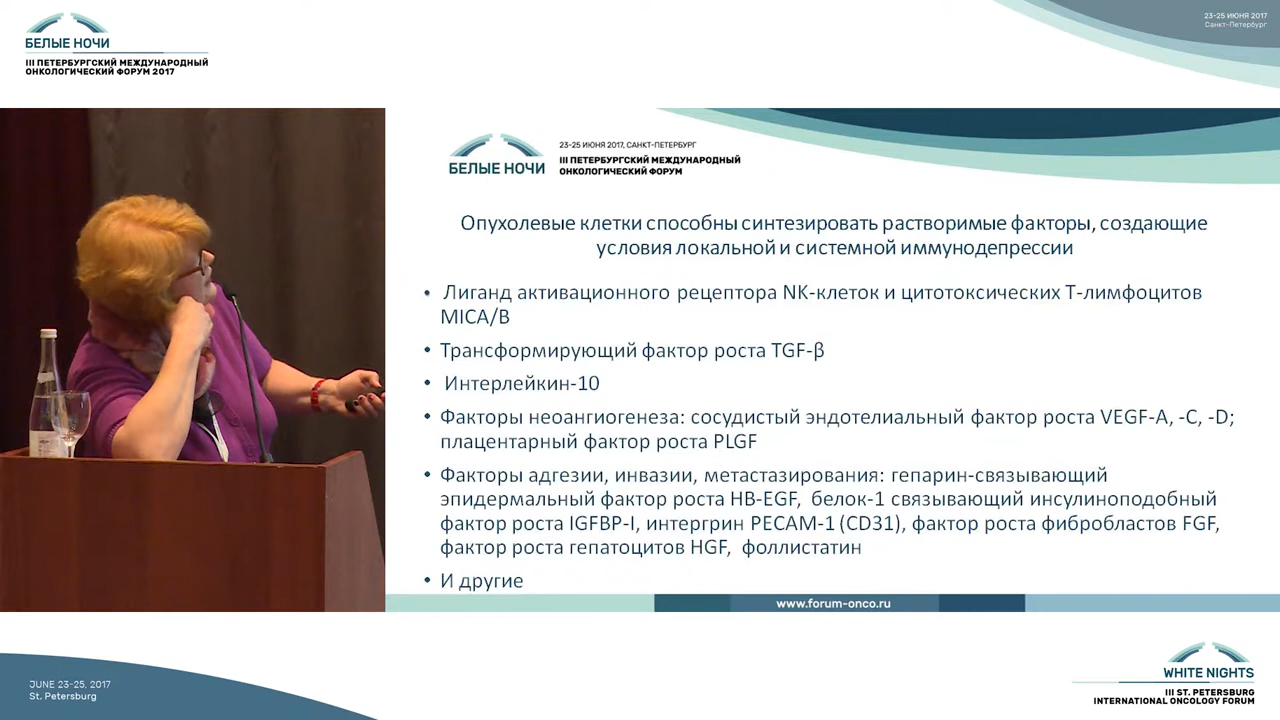 БЕЛЫЕ НОЧИ
III ПЕТЕРБУРГСКИЙ МЕЖДУНАРОДНЫЙ
ОНКОЛОГИЧЕСКИЙ ФОРУМ 2017
23-25 ИЮНЯ 2017
Санкт-Петербург
БЕЛЫЕ НОЧИ
23-25 ИЮНЯ 2017, САНКТ-ПЕТЕРБУРГ
III ПЕТЕРБУРГСКИЙ МЕЖДУНАРОДНЫЙ
ОНКОЛОГИЧЕСКИЙ ФОРУМ
Опухолевые клетки способны синтезировать растворимые факторы, создающие
условия локальной и системной иммунодепрессии
• Лиганд активационного рецептора NK-клеток и цитотоксических Т-лимфоцитов
MICA/B
• Трансформирующий фактор роста TGF-β
• Интерлейкин-10
• Факторы неоангиогенеза: сосудистый эндотелиальный фактор роста VEGF-A, -C, -D;
плацентарный фактор роста PLGF
• Факторы адгезии, инвазии, метастазирования: гепарин-связывающий
эпидермальный фактор роста HB-EGF, белок-1 связывающий инсулиноподобный
фактор роста IGFBP-I, интергрин PECAM-1 (CD31), фактор роста фибробластов FGF,
фактор роста гепатоцитов HGF, фоллистатин
• И другие
www.forum-onco.ru
JUNE 23-25, 2017
St. Petersburg
WHITE NIGHTS
III ST. PETERSBURG
INTERNATIONAL ONCOLOGY FORUM